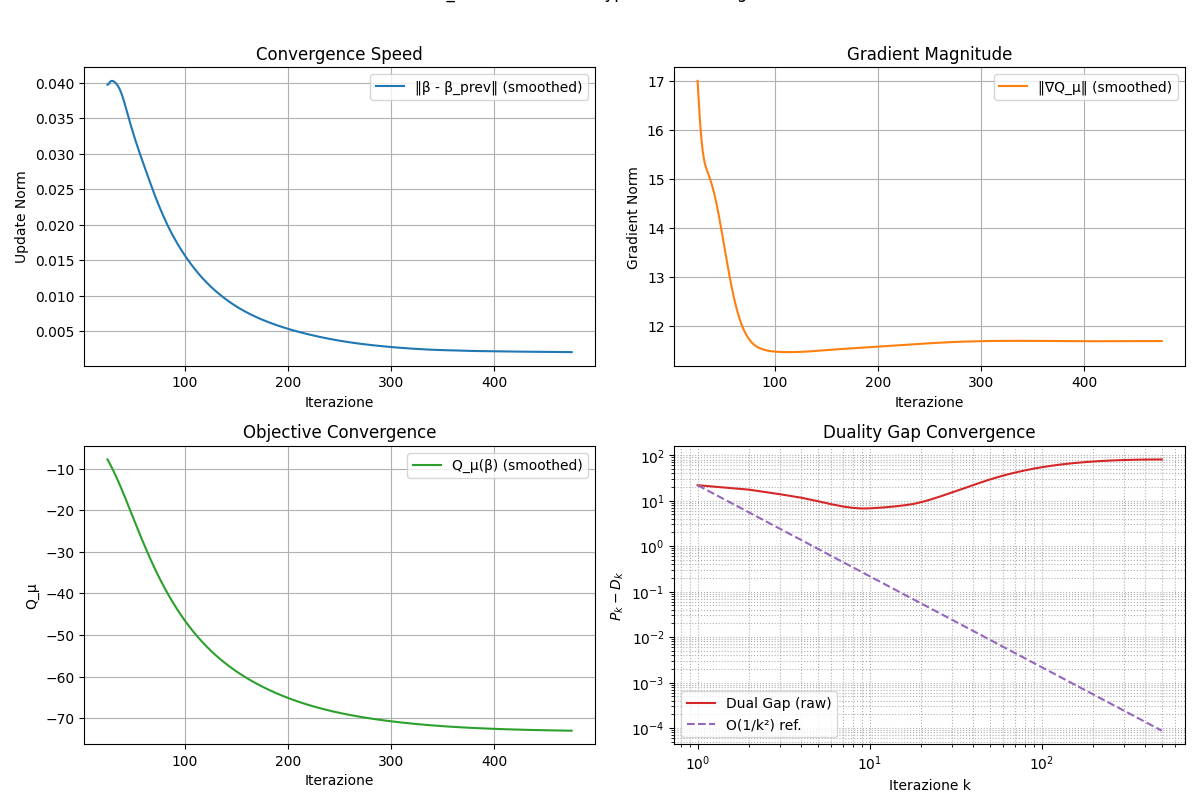 Convergence Speed
‖β - β_prev‖ (smoothed)
0.040
0.035
0.030
0.025
0.020
0.015
0.010
0.005
Update Norm
100 200 300 400
Iterazione
Gradient Magnitude
‖∇Q_μ‖ (smoothed)
17
16
15
14
13
12
Gradient Norm
100 200 300 400
Iterazione
Objective Convergence
Q_μ(β) (smoothed)
−10
−20
−30
−40
−50
−60
−70
Q_μ
100 200 300 400
Iterazione
Duality Gap Convergence
10² 
10¹
10⁰
10⁻¹
10⁻²
10⁻³
10⁻⁴
Pₖ − Dₖ
Dual Gap (raw)
O(1/k²) ref.
10⁰ 10¹ 10²
Iterazione k